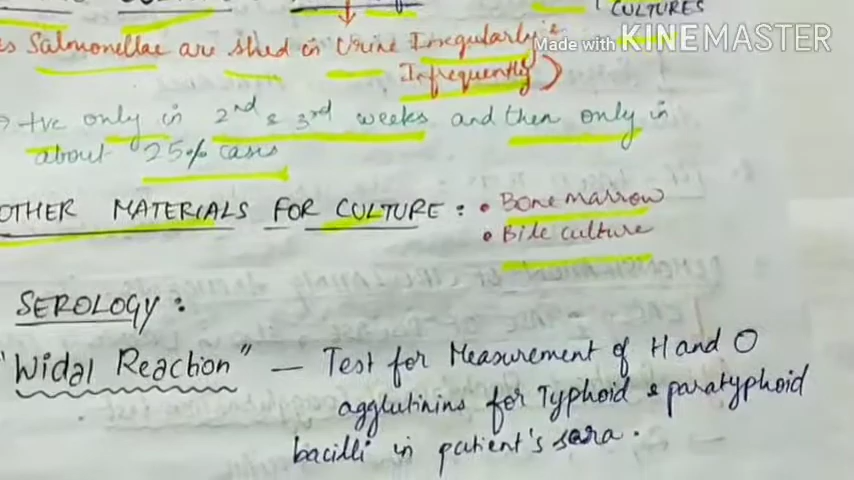 CULTURES
Salmonellae are shed in Urine Irregularly &
Infrequently )
Made with KINEMASTER
→ +ve only in 2nd & 3rd weeks and then only in
about 25% cases
OTHER MATERIALS FOR CULTURE : • Bone marrow
• Bile culture
SEROLOGY :
"Widal Reaction" — Test for Measurement of H and O
agglutinins for Typhoid & paratyphoid
bacilli in patient's sera.